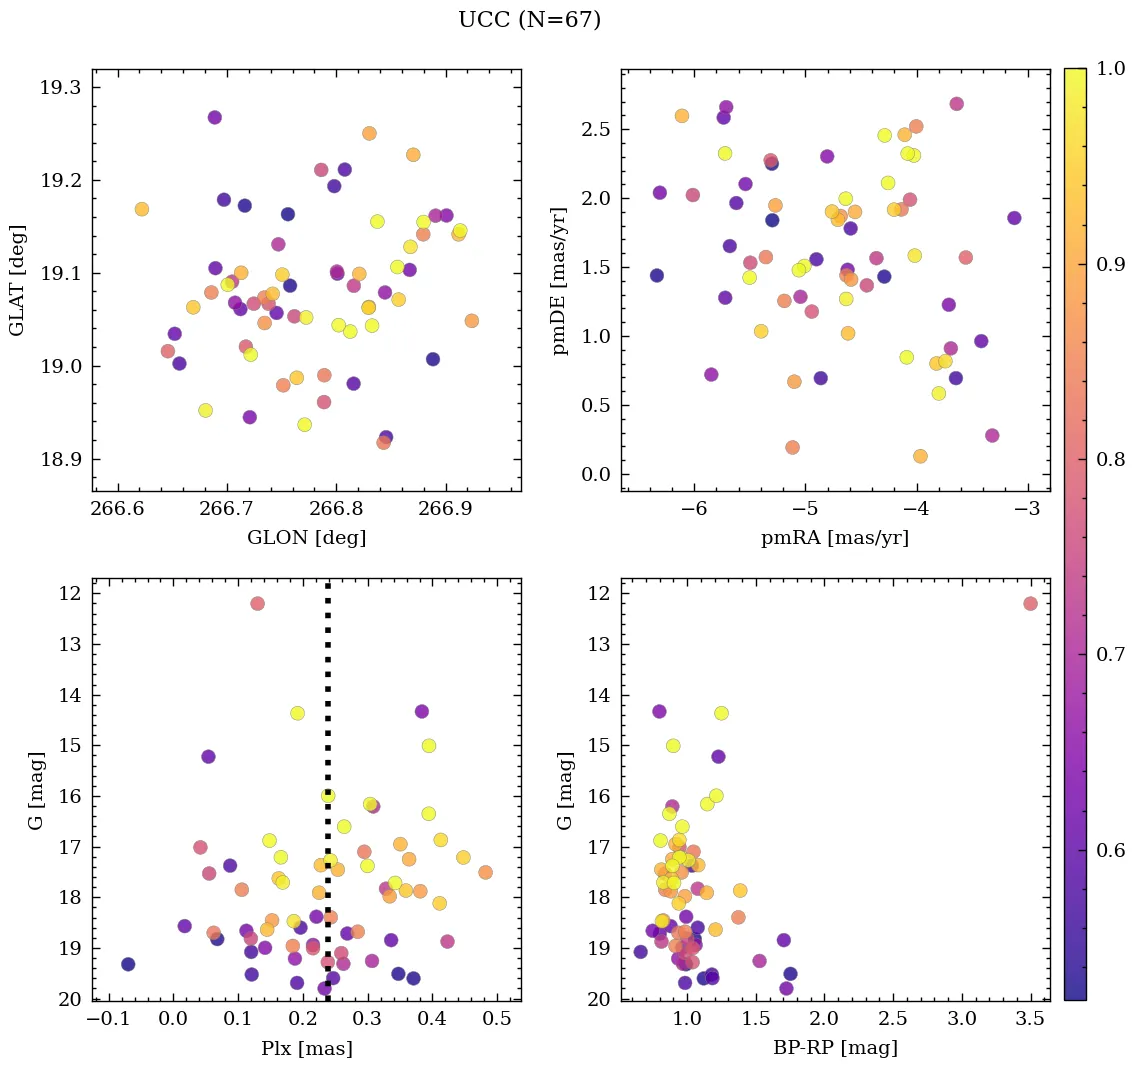 UCC (N=67)
19.3
19.2
19.1
19.0
18.9
GLAT [deg]
266.6 266.7 266.8 266.9
GLON [deg]
2.5
2.0
1.5
1.0
0.5
0.0
pmDE [mas/yr]
−6 −5 −4 −3
pmRA [mas/yr]
12
13
14
15
16
17
18
19
20
G [mag]
−0.1 0.0 0.1 0.2 0.3 0.4 0.5
Plx [mas]
12
13
14
15
16
17
18
19
20
G [mag]
1.0 1.5 2.0 2.5 3.0 3.5
BP-RP [mag]
1.0
0.9
0.8
0.7
0.6